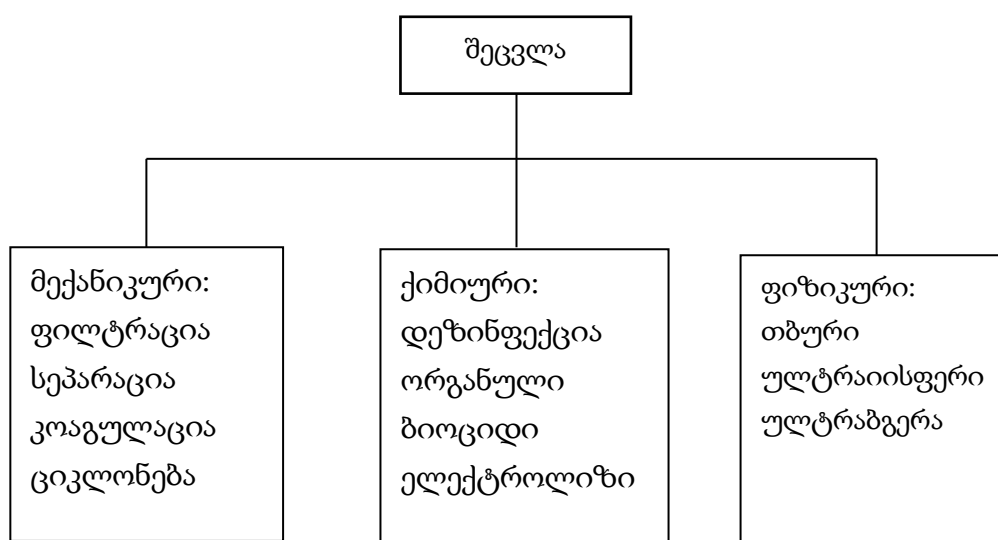 შეცვლა
მექანიკური:
ფილტრაცია
სეპარაცია
კოაგულაცია
ციკლონება
ქიმიური:
დეზინფექცია
ორგანული
ბიოციდი
ელექტროლიზი
ფიზიკური:
თბური
ულტრაიისფერი
ულტრაბგერა